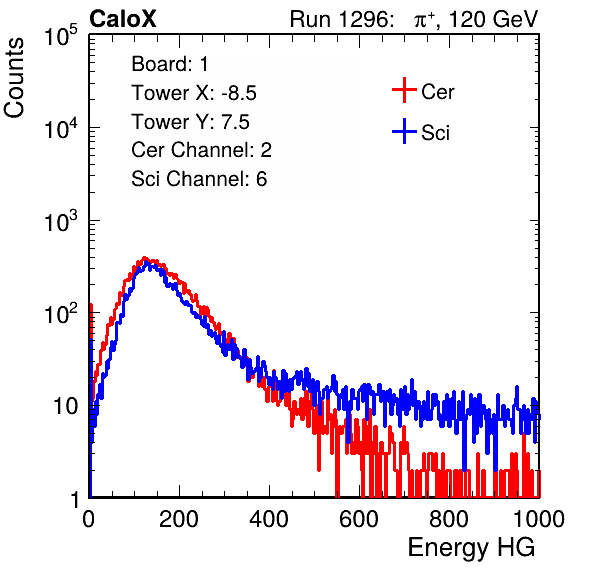 CaloX Run 1296: π⁺, 120 GeV
Counts
Board: 1
Tower X: -8.5
Tower Y: 7.5
Cer Channel: 2
Sci Channel: 6
Cer
Sci
10⁵
10⁴
10³
10²
10
1
0 200 400 600 800 1000
Energy HG